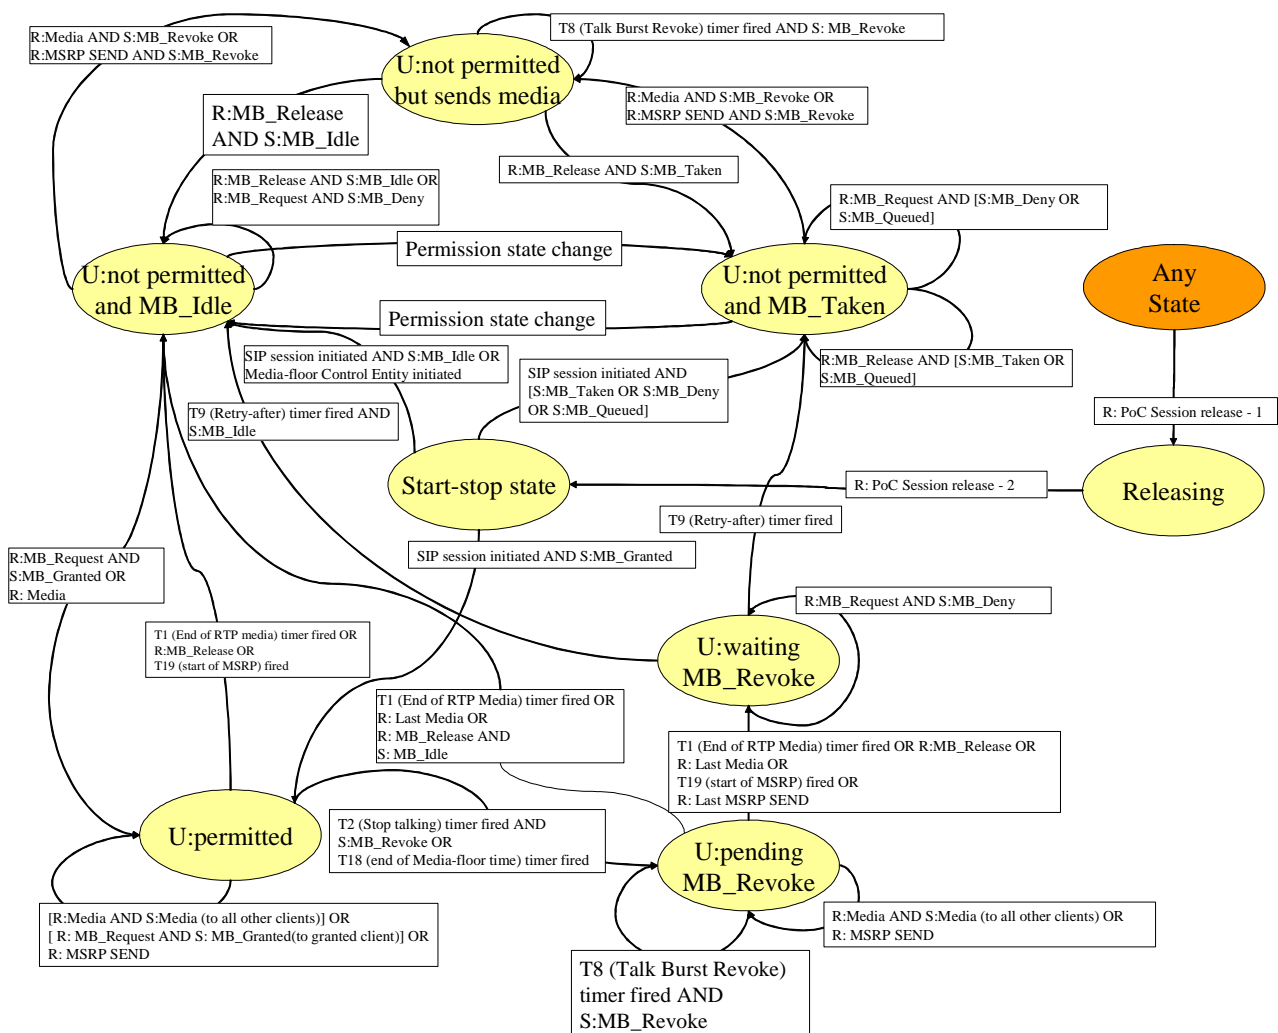 R:Media AND S:MB_Revoke OR
R:MSRP SEND AND S:MB_Revoke
T8 (Talk Burst Revoke) timer fired AND S: MB_Revoke
U:not permitted
but sends media
R:MB_Release
AND S:MB_Idle
R:Media AND S:MB_Revoke OR
R:MSRP SEND AND S:MB_Revoke
R:MB_Release AND S:MB_Taken
R:MB_Release AND S:MB_Idle OR
R:MB_Request AND S:MB_Deny
R:MB_Request AND [S:MB_Deny OR
S:MB_Queued]
U:not permitted
and MB_Idle
Permission state change
U:not permitted
and MB_Taken
Any
State
Permission state change
SIP session initiated AND S:MB_Idle OR
Media-floor Control Entity initiated
SIP session initiated AND
[S:MB_Taken OR S:MB_Deny
OR S:MB_Queued]
R:MB_Release AND [S:MB_Taken OR
S:MB_Queued]
T9 (Retry-after) timer fired AND
S:MB_Idle
R: PoC Session release - 1
Start-stop state
R: PoC Session release - 2
Releasing
T9 (Retry-after) timer fired
R:MB_Request AND
S:MB_Granted OR
R: Media
SIP session initiated AND S:MB_Granted
R:MB_Request AND S:MB_Deny
T1 (End of RTP media) timer fired OR
R:MB_Release OR
T19 (start of MSRP) fired
U:waiting
MB_Revoke
T1 (End of RTP Media) timer fired OR
R: Last Media OR
R: MB_Release AND
S: MB_Idle
T1 (End of RTP Media) timer fired OR R:MB_Release OR
R: Last Media OR
T19 (start of MSRP) fired OR
R: Last MSRP SEND
U:permitted
T2 (Stop talking) timer fired AND
S:MB_Revoke OR
T18 (end of Media-floor time) timer fired
U:pending
MB_Revoke
[R:Media AND S:Media (to all other clients)] OR
[ R: MB_Request AND S: MB_Granted(to granted client)] OR
R: MSRP SEND
R:Media AND S:Media (to all other clients) OR
R: MSRP SEND
T8 (Talk Burst Revoke)
timer fired AND
S:MB_Revoke